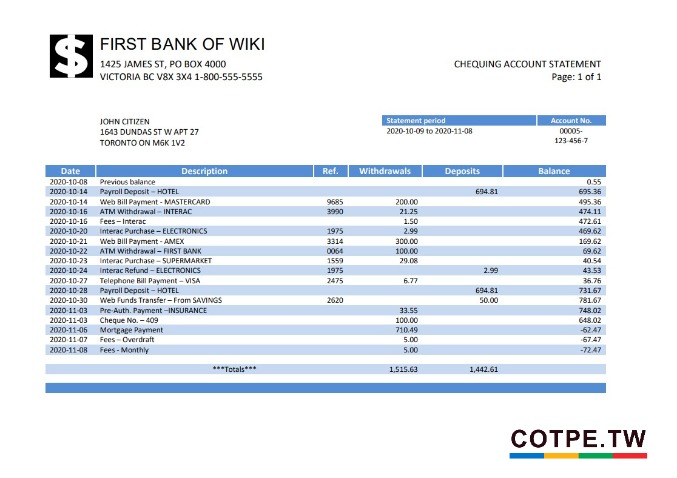 FIRST BANK OF WIKI
1425 JAMES ST, PO BOX 4000
VICTORIA BC V8X 3X4 1-800-555-5555
CHEQUING ACCOUNT STATEMENT
Page: 1 of 1
JOHN CITIZEN
1643 DUNDAS ST W APT 27
TORONTO ON M6K 1V2
Statement period Account No.
2020-10-09 to 2020-11-08 00005-
123-456-7
Date Description Ref. Withdrawals Deposits Balance
2020-10-08 Previous balance 0.55
2020-10-14 Payroll Deposit – HOTEL 694.81 695.36
2020-10-14 Web Bill Payment - MASTERCARD 9685 200.00 495.36
2020-10-16 ATM Withdrawal – INTERAC 3990 21.25 474.11
2020-10-16 Fees – Interac 1.50 472.61
2020-10-20 Interac Purchase – ELECTRONICS 1975 2.99 469.62
2020-10-21 Web Bill Payment - AMEX 3314 300.00 169.62
2020-10-22 ATM Withdrawal – FIRST BANK 0064 100.00 69.62
2020-10-23 Interac Purchase – SUPERMARKET 1559 29.08 40.54
2020-10-24 Interac Refund – ELECTRONICS 1975 2.99 43.53
2020-10-27 Telephone Bill Payment – VISA 2475 6.77 36.76
2020-10-28 Payroll Deposit – HOTEL 694.81 731.67
2020-10-30 Web Funds Transfer – From SAVINGS 2620 50.00 781.67
2020-11-03 Pre-Auth. Payment –INSURANCE 33.55 748.02
2020-11-03 Cheque No. – 409 100.00 648.02
2020-11-06 Mortgage Payment 710.49 -62.47
2020-11-07 Fees – Overdraft 5.00 -67.47
2020-11-08 Fees - Monthly 5.00 -72.47
***Totals*** 1,515.63 1,442.61
COTPE.TW